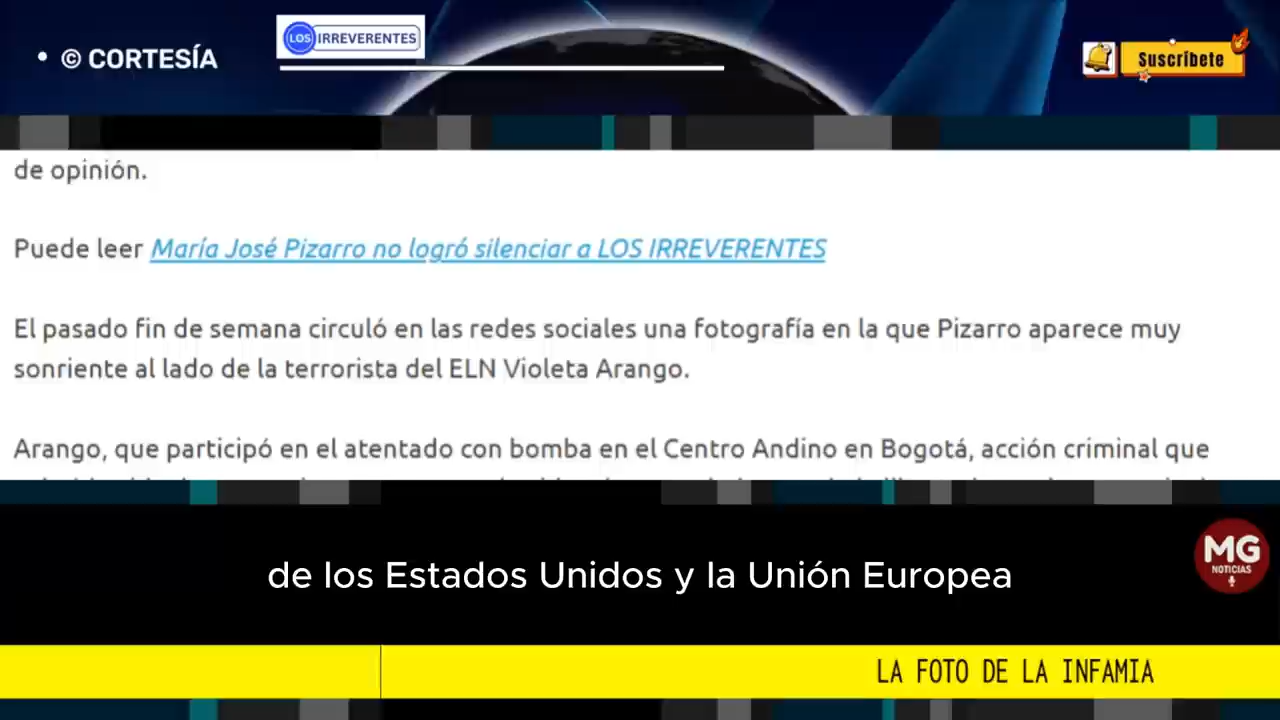 • © CORTESÍA
LOS IRREVERENTES
Suscríbete
de opinión.
Puede leer María José Pizarro no logró silenciar a LOS IRREVERENTES
El pasado fin de semana circuló en las redes sociales una fotografía en la que Pizarro aparece muy
sonriente al lado de la terrorista del ELN Violeta Arango.
Arango, que participó en el atentado con bomba en el Centro Andino en Bogotá, acción criminal que
MG
NOTICIAS
de los Estados Unidos y la Unión Europea
LA FOTO DE LA INFAMIA